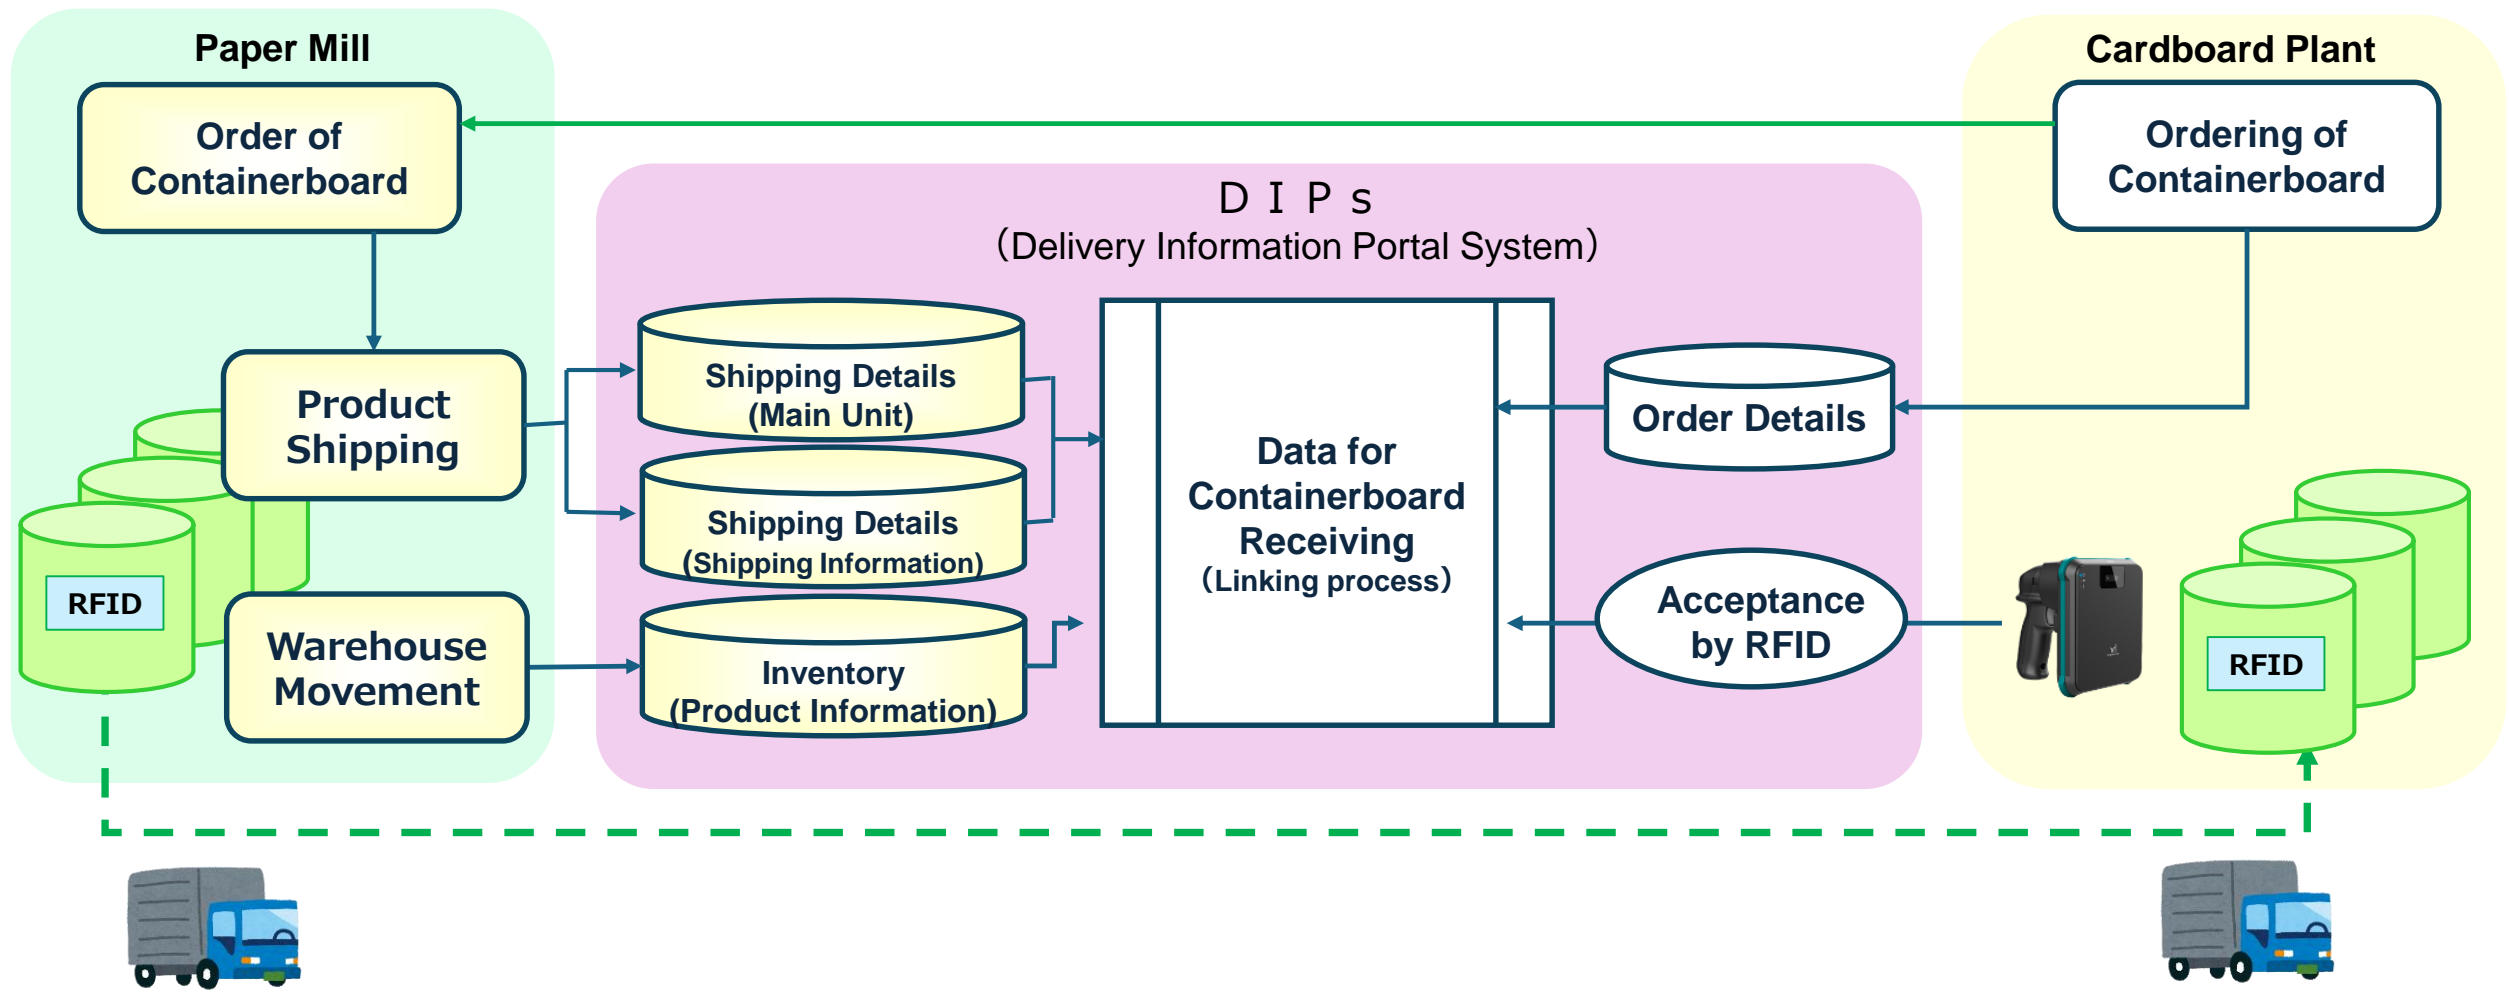 Paper Mill
Order of
Containerboard
Product
Shipping
RFID
Warehouse
Movement
ＤＩＰｓ
（Delivery Information Portal System）
Shipping Details
(Main Unit)
Shipping Details
(Shipping Information)
Inventory
(Product Information)
Data for
Containerboard
Receiving
（Linking process）
Order Details
Acceptance
by RFID
Cardboard Plant
Ordering of
Containerboard
RFID